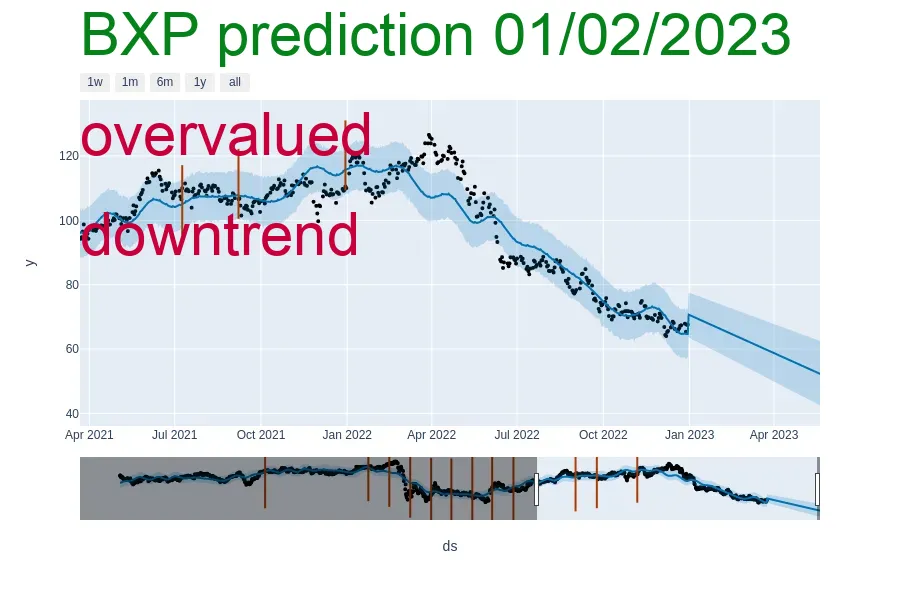 BXP prediction 01/02/2023
1w 1m 6m 1y all
overvalued
120
100
downtrend
y
80
60
40
Apr 2021 Jul 2021 Oct 2021 Jan 2022 Apr 2022 Jul 2022 Oct 2022 Jan 2023 Apr 2023
ds